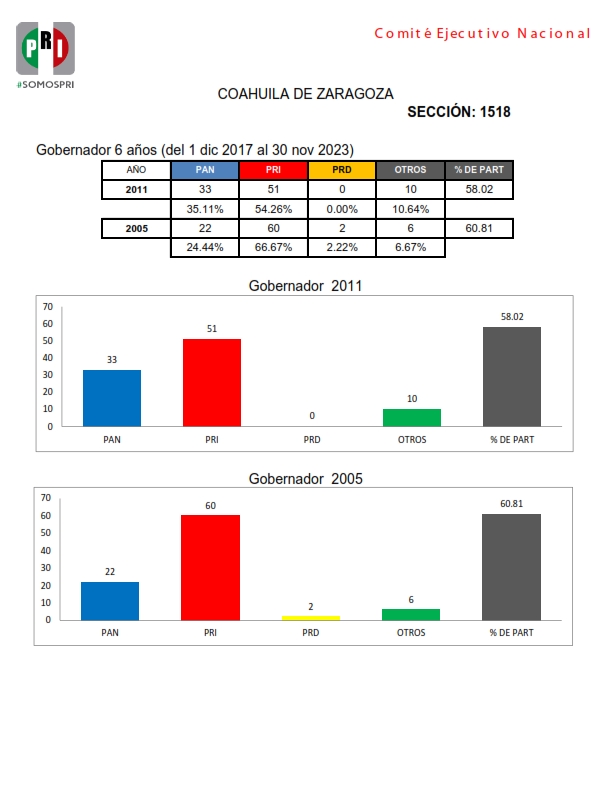 Comité Ejecutivo Nacional
PRI
#SOMOSPRI
COAHUILA DE ZARAGOZA
SECCIÓN: 1518
Gobernador 6 años (del 1 dic 2017 al 30 nov 2023)
AÑO PAN PRI PRD OTROS % DE PART
2011 33 51 0 10 58.02
35.11% 54.26% 0.00% 10.64%
2005 22 60 2 6 60.81
24.44% 66.67% 2.22% 6.67%
Gobernador 2011
70
60
50
40
30
20
10
0
33
51
0
10
58.02
PAN PRI PRD OTROS % DE PART
Gobernador 2005
70
60
50
40
30
20
10
0
22
60
2
6
60.81
PAN PRI PRD OTROS % DE PART